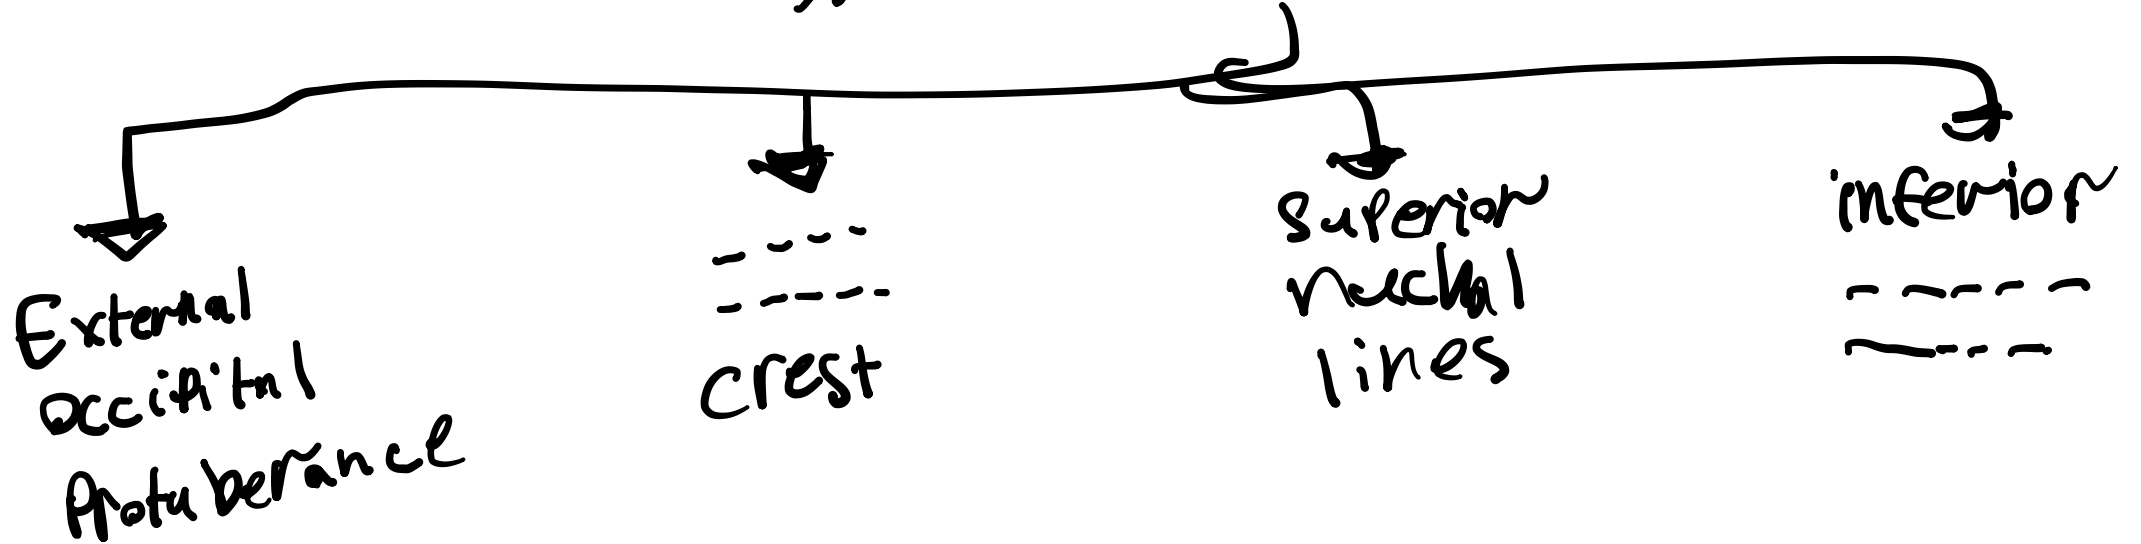 External
occipital
protuberance
- - - -
- - - - -
crest
superior
nuchal
lines
inferior
- - - - -
- - - -